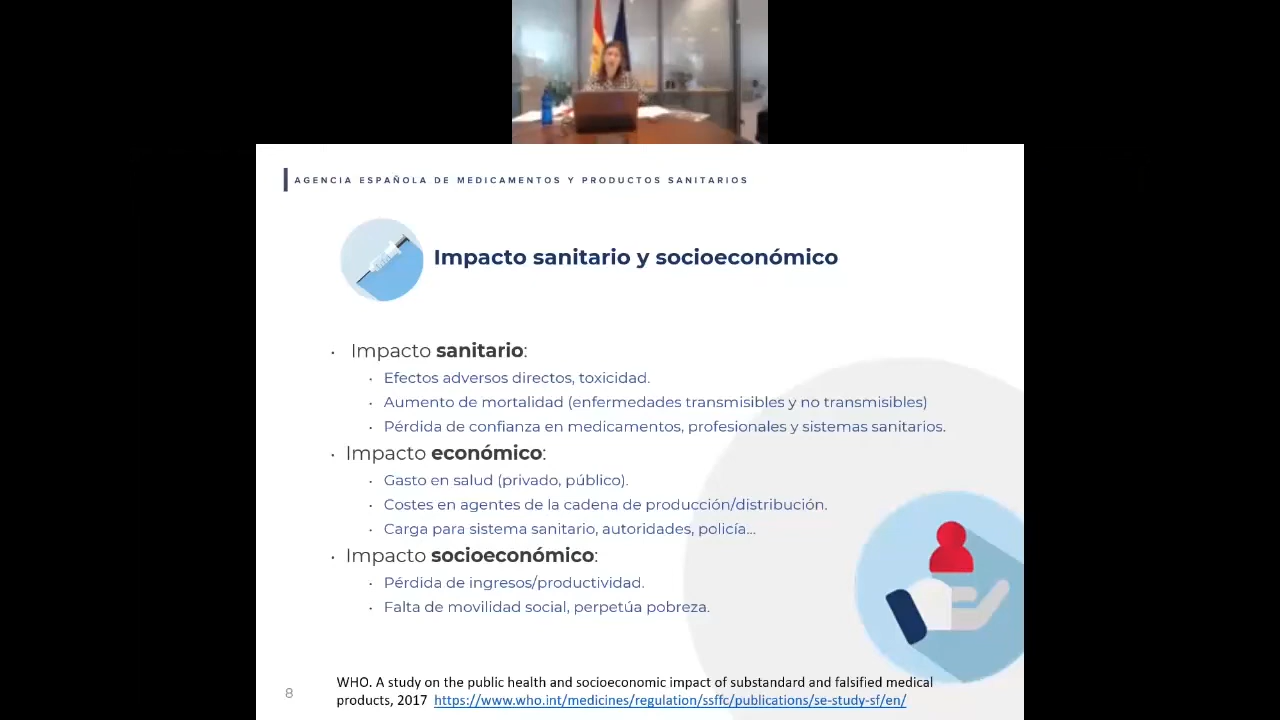 AGENCIA ESPAÑOLA DE MEDICAMENTOS Y PRODUCTOS SANITARIOS
Impacto sanitario y socioeconómico
• Impacto sanitario:
• Efectos adversos directos, toxicidad.
• Aumento de mortalidad (enfermedades transmisibles y no transmisibles)
• Pérdida de confianza en medicamentos, profesionales y sistemas sanitarios.
• Impacto económico:
• Gasto en salud (privado, público).
• Costes en agentes de la cadena de producción/distribución.
• Carga para sistema sanitario, autoridades, policía...
• Impacto socioeconómico:
• Pérdida de ingresos/productividad.
• Falta de movilidad social, perpetúa pobreza.
WHO. A study on the public health and socioeconomic impact of substandard and falsified medical
products, 2017 https://www.who.int/medicines/regulation/ssffc/publications/se-study-sf/en/
8